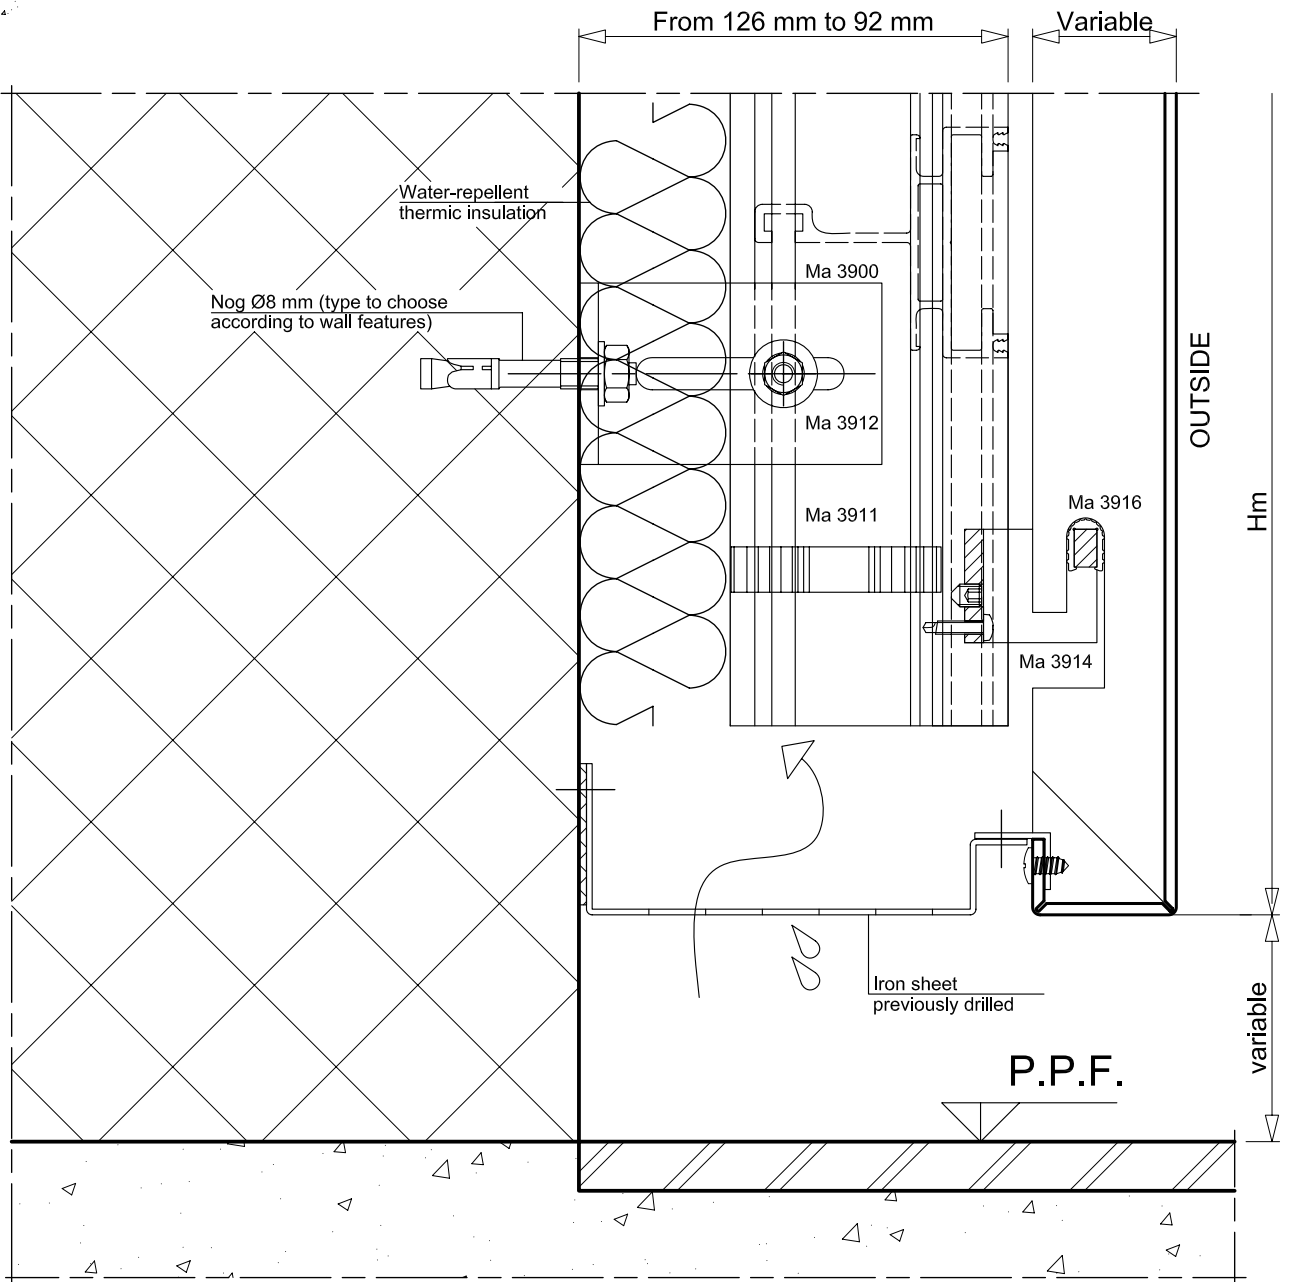 From 126 mm to 92 mm
Variable
Water-repellent
thermic insulation
Ma 3900
Nog Ø8 mm (type to choose
according to wall features)
OUTSIDE
Ma 3912
Ma 3911
Ma 3916
Hm
Ma 3914
Iron sheet
previously drilled
variable
P.P.F.